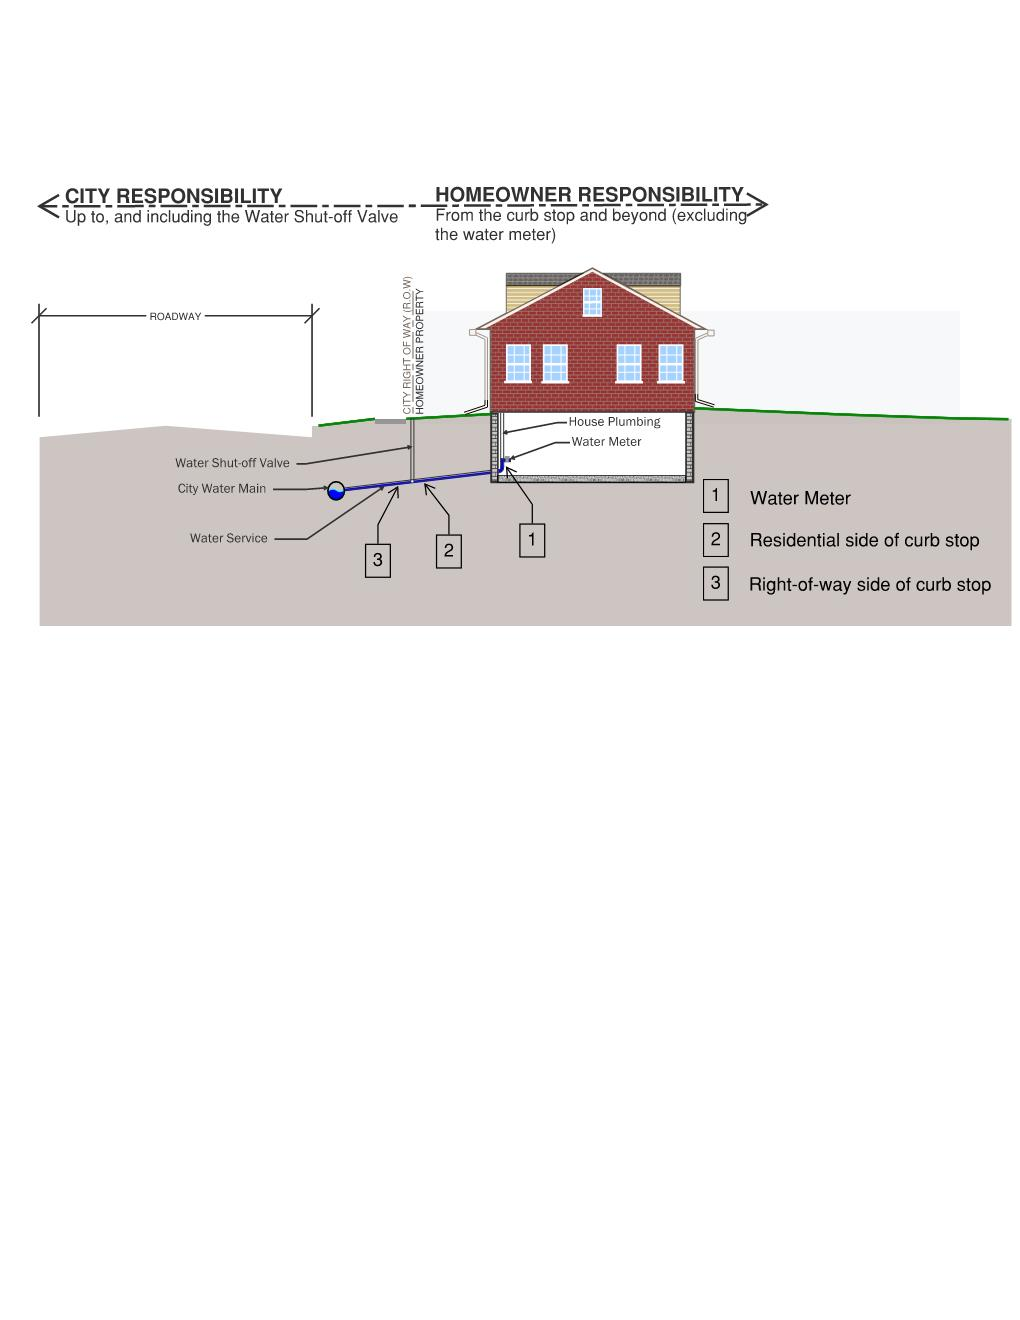 CITY RESPONSIBILITY
Up to, and including the Water Shut-off Valve
HOMEOWNER RESPONSIBILITY
From the curb stop and beyond (excluding
the water meter)
ROADWAY
CITY RIGHT OF WAY (R.O.W)
HOMEOWNER PROPERTY
House Plumbing
Water Meter
Water Shut-off Valve
City Water Main
Water Service
3
2
1
1 Water Meter
2 Residential side of curb stop
3 Right-of-way side of curb stop